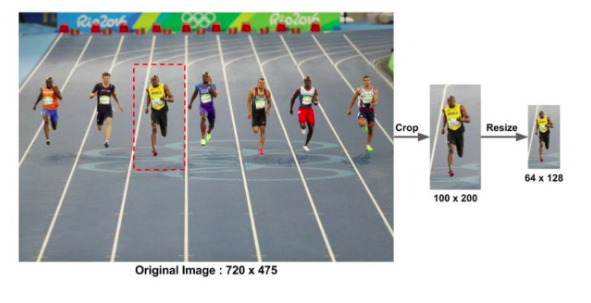 Rio2016
Rio2016
Crop
Resize
100 x 200
64 x 128
Original Image : 720 x 475